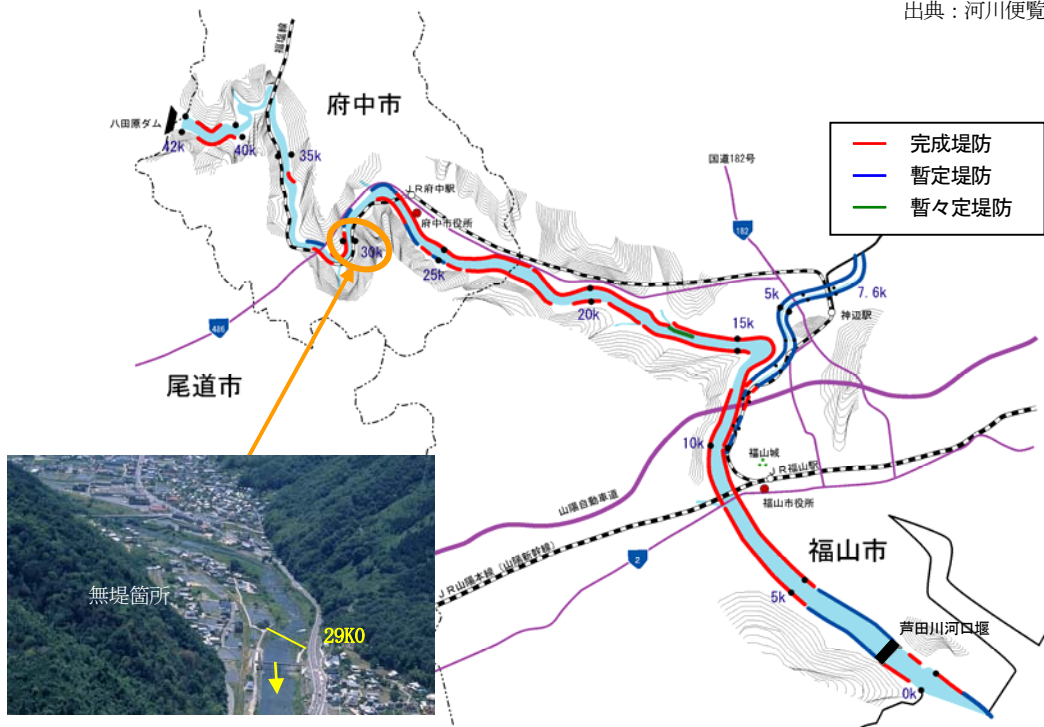 出典：河川便覧
福塩線
府中市
八田原ダム
42k
40k
35k
完成堤防
暫定堤防
暫々定堤防
国道182号
182
JR府中駅
府中市役所
30k
25k
20k
15k
5k
7.6k
神辺駅
486
尾道市
10k
福山城
JR福山駅
福山市役所
山陽自動車道
JR山陽本線（山陽新幹線）
2
福山市
5k
芦田川河口堰
0k
無堤箇所
29K0